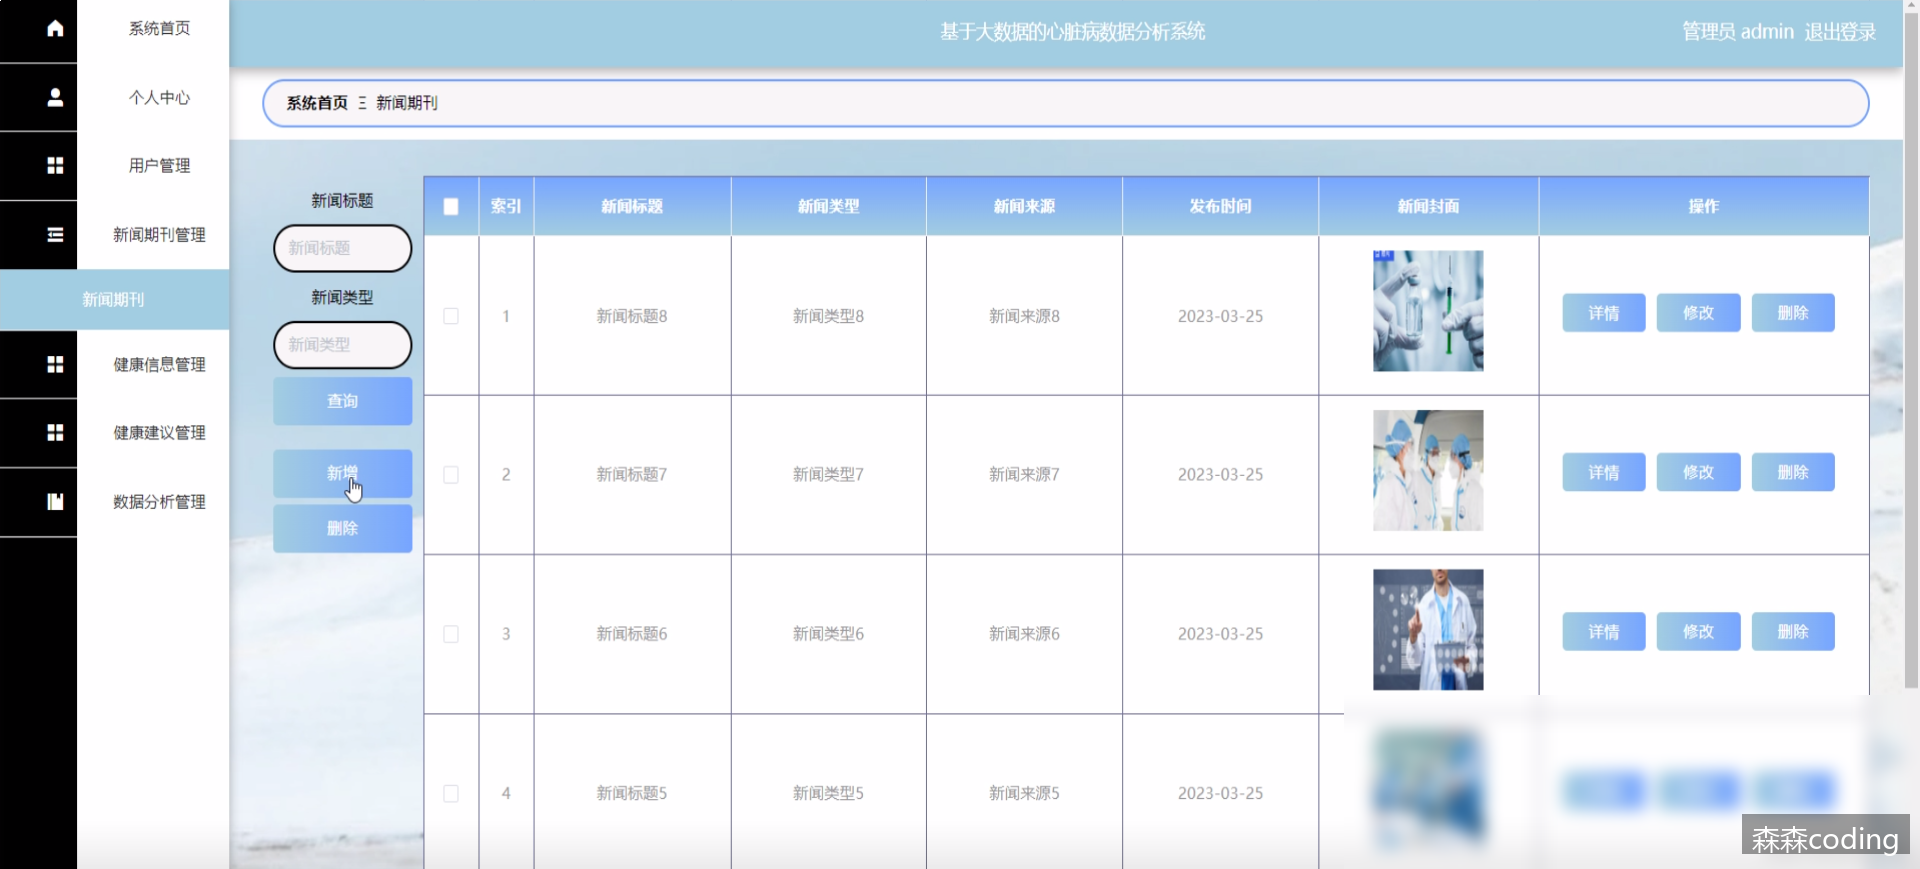 系统首页
个人中心
用户管理
新闻期刊管理
新闻期刊
健康信息管理
健康建议管理
数据分析管理
基于大数据的心脏病数据分析系统
管理员 admin 退出登录
系统首页 Ξ 新闻期刊
新闻标题
新闻标题
新闻类型
新闻类型
查询
新增
删除
索引 新闻标题 新闻类型 新闻来源 发布时间 新闻封面 操作
1 新闻标题8 新闻类型8 新闻来源8 2023-03-25 详情 修改 删除
2 新闻标题7 新闻类型7 新闻来源7 2023-03-25 详情 修改 删除
3 新闻标题6 新闻类型6 新闻来源6 2023-03-25 详情 修改 删除
4 新闻标题5 新闻类型5 新闻来源5 2023-03-25
森森coding